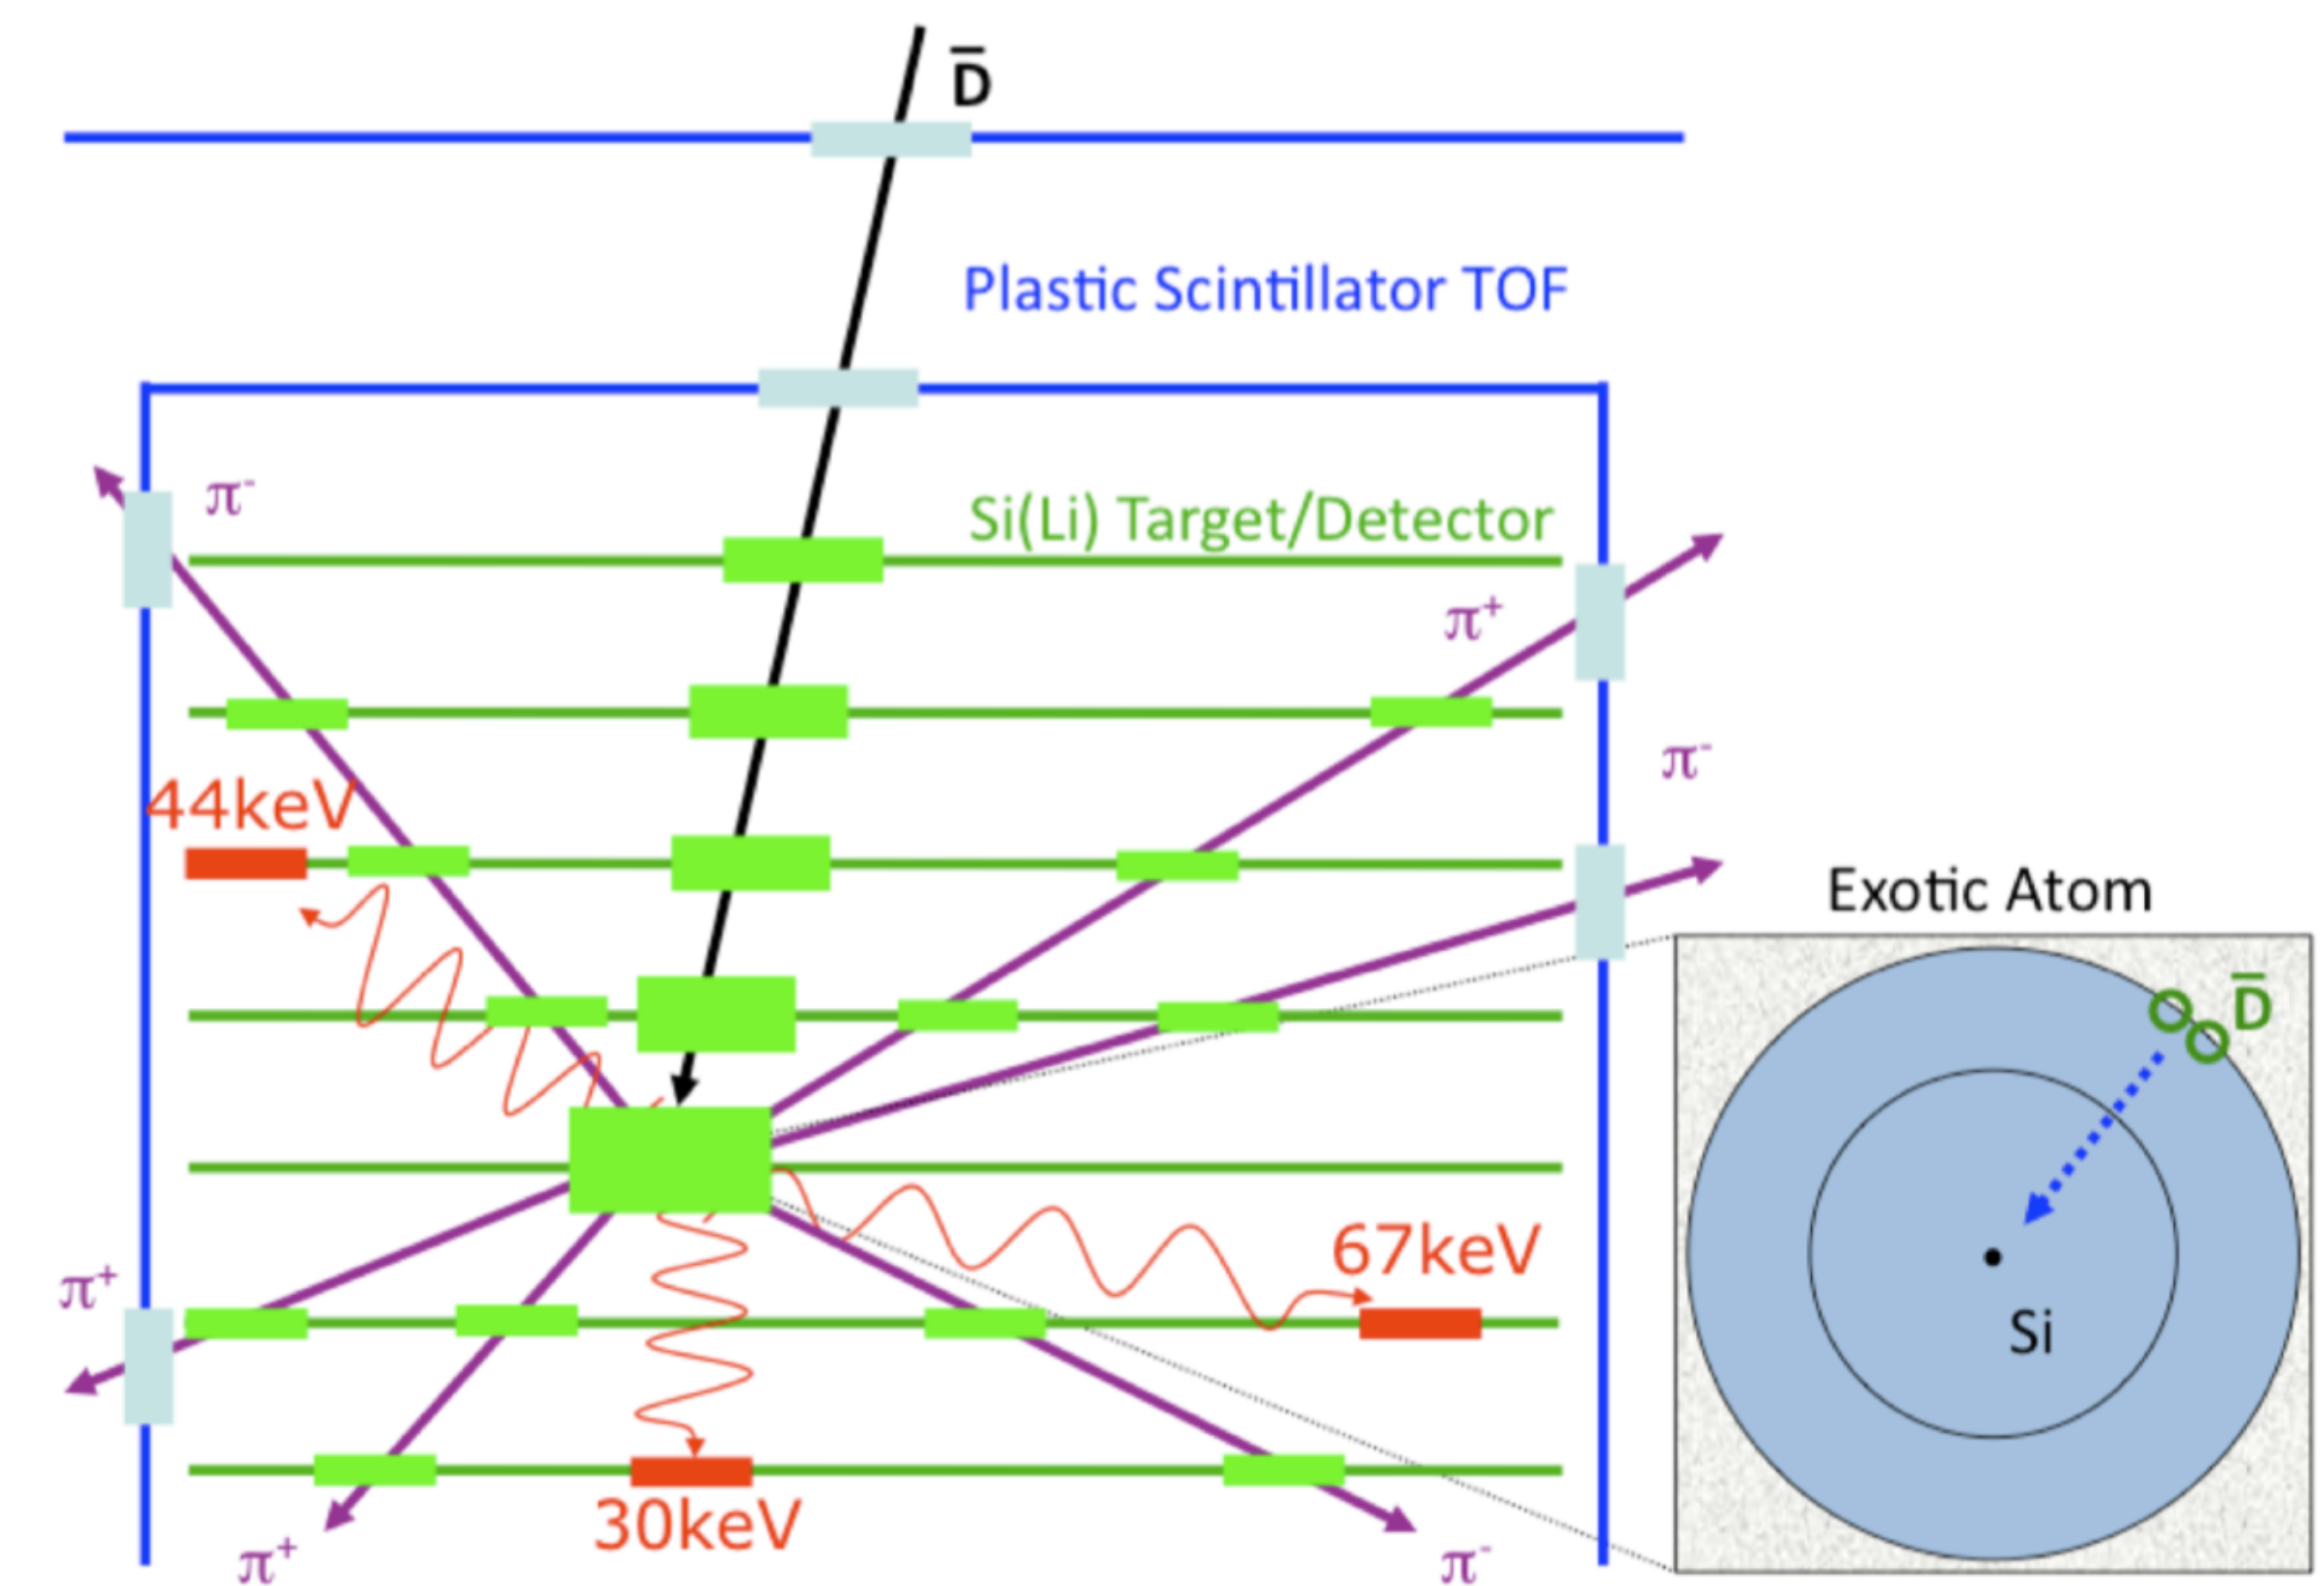 D̅
Plastic Scintillator TOF
π⁻
Si(Li) Target/Detector
π⁺
π⁻
44keV
Exotic Atom
D̅
67keV
π⁺
Si
30keV
π⁺
π⁻